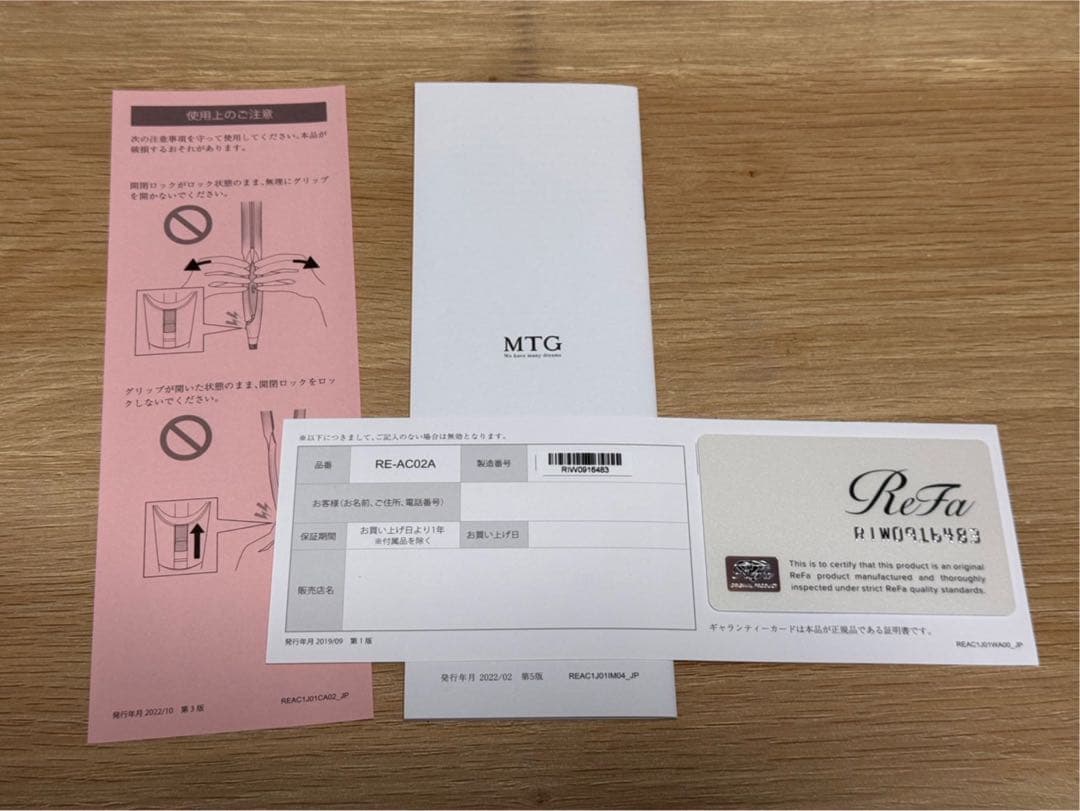 使用上のご注意
次の注意事項を守って使用してください。本品が
破損するおそれがあります。
開閉ロックがロック状態のまま、無理にグリップ
を開かないでください。
グリップが開いた状態のまま、開閉ロックをロッ
クしないでください。
発行年月 2022/10 第3版
REAC1J01CA02_JP
MTG
We have many dreams
発行年月 2022/02 第5版
REAC1J01IM04_JP
※以下につきまして、ご記入のない場合は無効となります。
品番
RE-AC02A
製造番号
RIW0916483
お客様(お名前、ご住所、電話番号)
保証期間
お買い上げ日より1年
※付属品を除く
お買い上げ日
販売店名
発行年月 2019/09 第1版
ReFa
RIW0916483
ReFa
ORIGINAL PRODUCT
This is to certify that this product is an original
ReFa product manufactured and thoroughly
inspected under strict ReFa quality standards.
ギャランティーカードは本品が正規品である証明書です。
REAC1J01WA00_JP